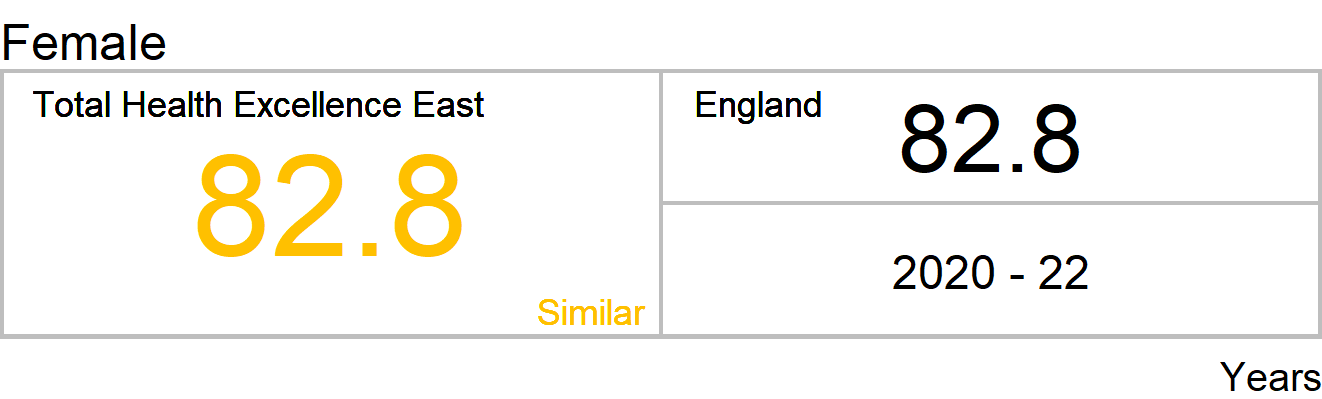 Female
Total Health Excellence East
82.8
Similar
England
82.8
2020 - 22
Years